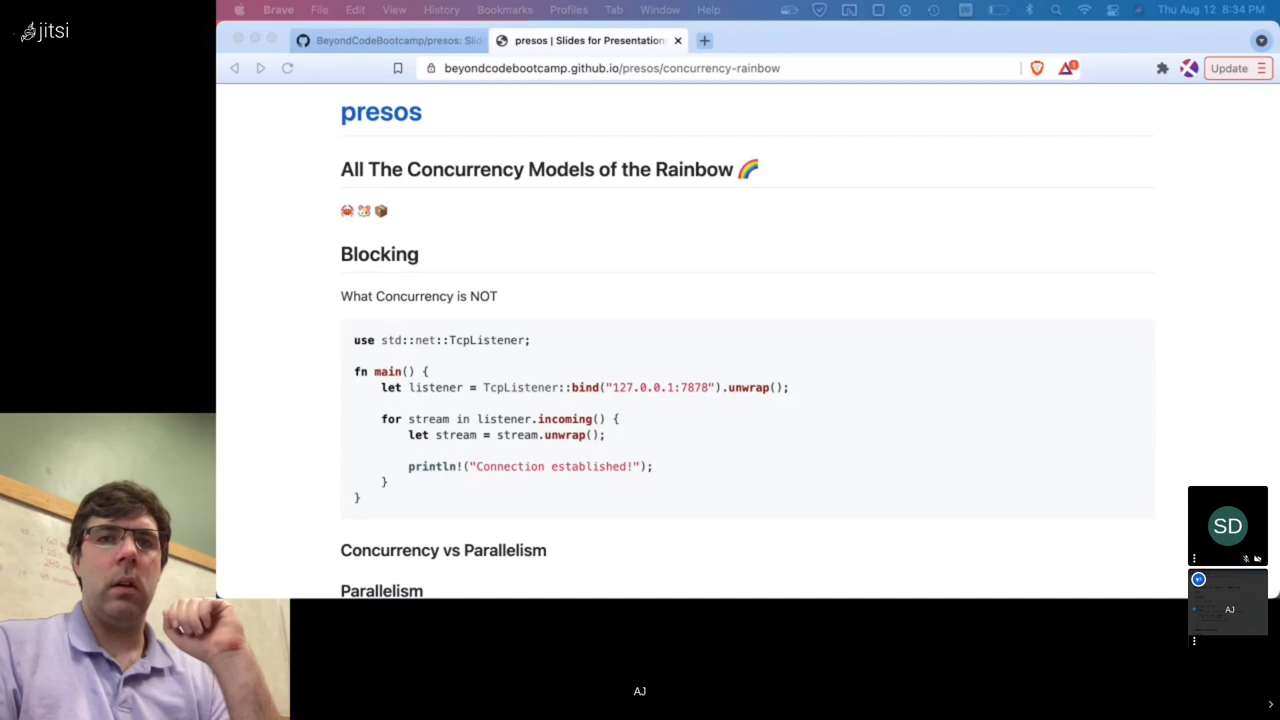 jitsi
Brave File Edit View History Bookmarks Profiles Tab Window Help Thu Aug 12 8:34 PM
BeyondCodeBootcamp/presos: Slid
presos | Slides for Presentation
beyondcodebootcamp.github.io/presos/concurrency-rainbow
1
Update
presos
All The Concurrency Models of the Rainbow 🌈
🦀 🐹 📦
Blocking
What Concurrency is NOT
use std::net::TcpListener;
fn main() {
let listener = TcpListener::bind("127.0.0.1:7878").unwrap();
for stream in listener.incoming() {
let stream = stream.unwrap();
println!("Connection established!");
}
}
Concurrency vs Parallelism
Parallelism
SD
AJ
AJ